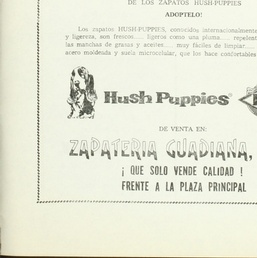 DE LOS ZAPATOS HUSH-PUPPIES
ADOPTELO!
Los zapatos HUSH-PUPPIES, conocidos internacionalmente
y ligereza, son frescos.... ligeros como una pluma.... repelent
las manchas de grasas y aceites.... muy fáciles de limpiar....
aceto moldeada y suela microcelular, que los hace confortables
Hush Puppies
DE VENTA EN:
ZAPATERIA GUADIANA,
¡ QUE SOLO VENDE CALIDAD !
FRENTE A LA PLAZA PRINCIPAL